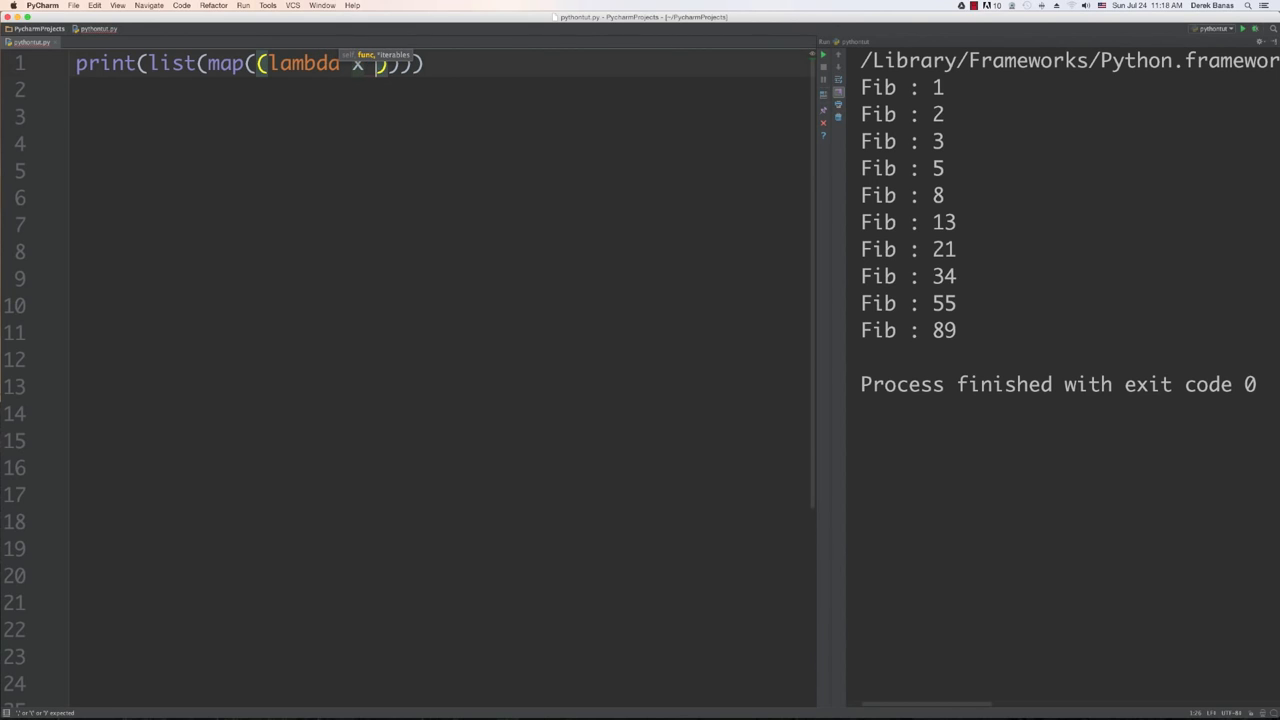 PyCharm File Edit View Navigate Code Refactor Run Tools VCS Window Help
10 Sun Jul 24 11:18 AM Derek Banas
pythontut.py - PycharmProjects - [~/PycharmProjects]
PycharmProjects pythontut.py
pythontut
pythontut.py
Run: pythontut
self, func, *iterables
1 print(list(map((lambda x ))))
2
3
4
5
6
7
8
9
10
11
12
13
14
15
16
17
18
19
20
21
22
23
24
/Library/Frameworks/Python.framewor
Fib : 1
Fib : 2
Fib : 3
Fib : 5
Fib : 8
Fib : 13
Fib : 21
Fib : 34
Fib : 55
Fib : 89
Process finished with exit code 0
1:26 LF÷ UTF-8÷